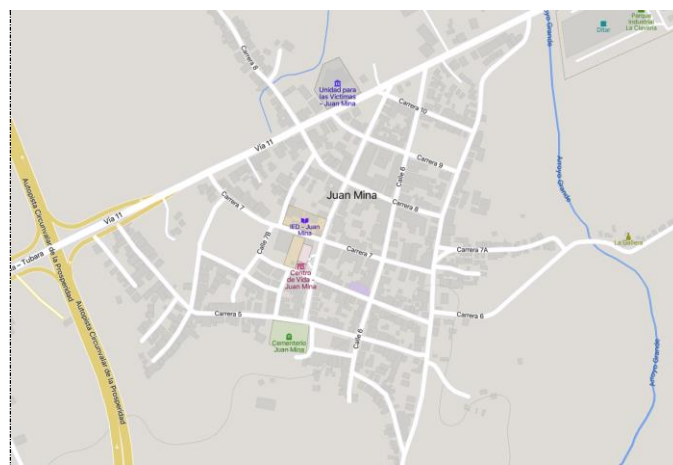 Arroyo Grande
Parque
Industrial
La Clavaria
Ditar
Carrera 8
Unidad para
las Víctimas
- Juan Mina
Carrera 10
Vía 11
Calle 6
Carrera 9
Arroyo Grande
Juan Mina
Carrera 7
Carrera 8
Autopista Circunvalar de la Prosperidad
Vía 11
IED - Juan
Mina
La Gallera
Calle 7B
Carrera 7
Carrera 7A
– Tubara
Centro
de Vida -
Juan Mina
Carrera 5
Carrera 6
Autopista Circunvalar de la Prosperidad
Cementerio
Juan Mina
Calle 6
Arroyo Grande